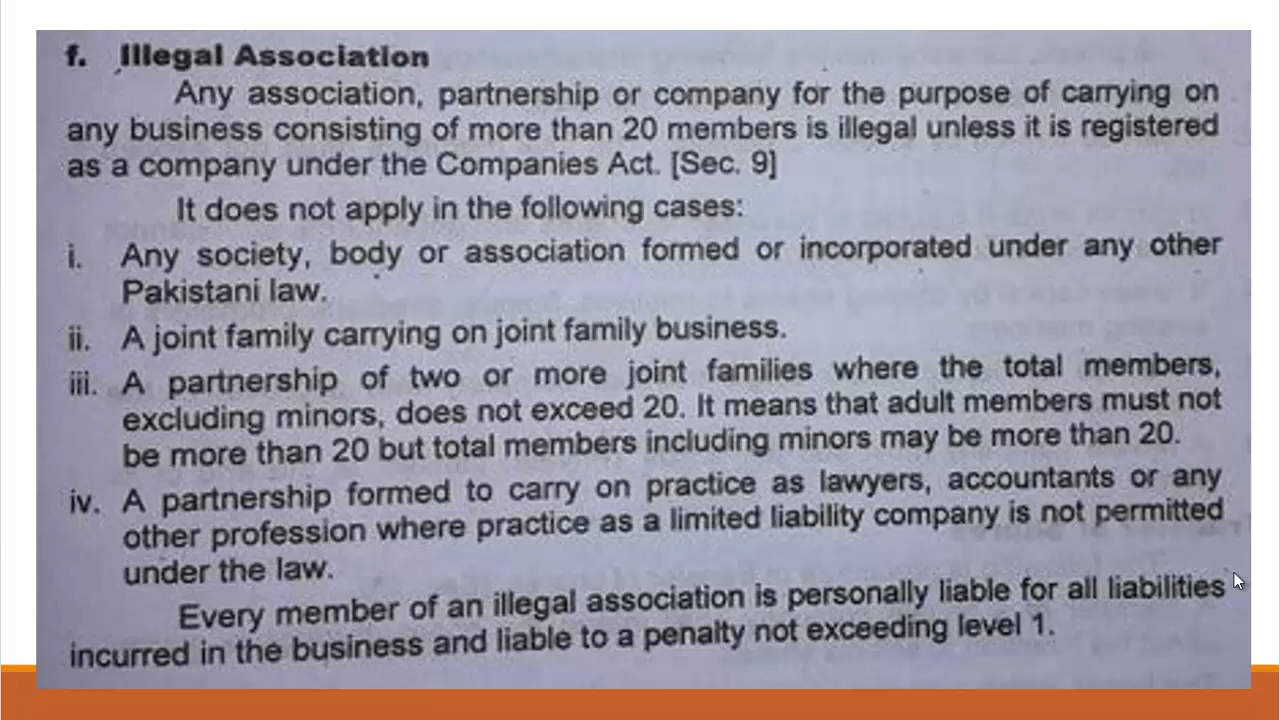 f. Illegal Association
Any association, partnership or company for the purpose of carrying on
any business consisting of more than 20 members is illegal unless it is registered
as a company under the Companies Act. [Sec. 9]
It does not apply in the following cases:
i. Any society, body or association formed or incorporated under any other
Pakistani law.
ii. A joint family carrying on joint family business.
iii. A partnership of two or more joint families where the total members,
excluding minors, does not exceed 20. It means that adult members must not
be more than 20 but total members including minors may be more than 20.
iv. A partnership formed to carry on practice as lawyers, accountants or any
other profession where practice as a limited liability company is not permitted
under the law.
Every member of an illegal association is personally liable for all liabilities
incurred in the business and liable to a penalty not exceeding level 1.